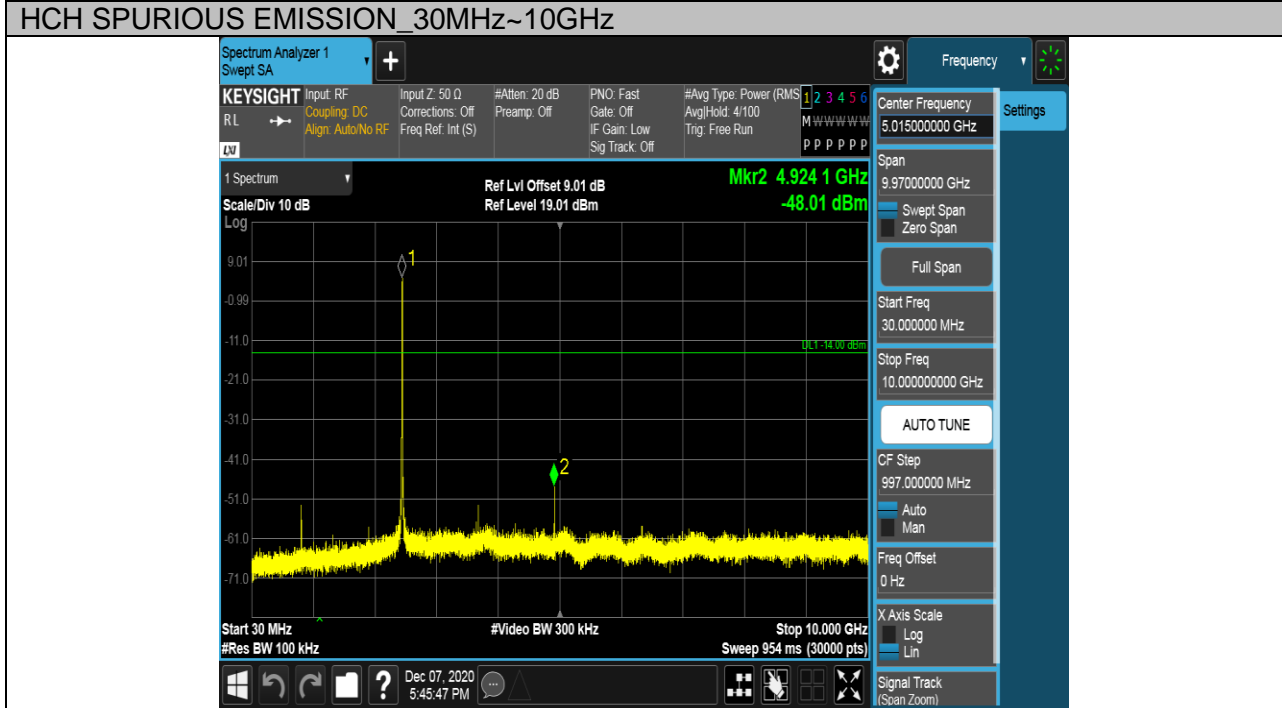 HCH SPURIOUS EMISSION_30MHz~10GHz
Spectrum Analyzer 1
Swept SA
+
Frequency
KEYSIGHT
RL
LXI
Input: RF
Coupling: DC
Align: Auto/No RF
Input Z: 50 Ω
Corrections: Off
Freq Ref: Int (S)
#Atten: 20 dB
Preamp: Off
PNO: Fast
Gate: Off
IF Gain: Low
Sig Track: Off
#Avg Type: Power (RMS
Avg|Hold: 4/100
Trig: Free Run
1 2 3 4 5 6
M W W W W W
P P P P P P
1 Spectrum
Scale/Div 10 dB
Ref Lvl Offset 9.01 dB
Ref Level 19.01 dBm
Mkr2 4.924 1 GHz
-48.01 dBm
Log
9.01
-0.99
-11.0
-21.0
-31.0
-41.0
-51.0
-61.0
-71.0
1
DL1 -14.00 dBm
2
Start 30 MHz
#Res BW 100 kHz
#Video BW 300 kHz
Stop 10.000 GHz
Sweep 954 ms (30000 pts)
Center Frequency
5.015000000 GHz
Settings
Span
9.97000000 GHz
Swept Span
Zero Span
Full Span
Start Freq
30.000000 MHz
Stop Freq
10.000000000 GHz
AUTO TUNE
CF Step
997.000000 MHz
Auto
Man
Freq Offset
0 Hz
X Axis Scale
Log
Lin
Signal Track
(Span Zoom)
?
Dec 07, 2020
5:45:47 PM